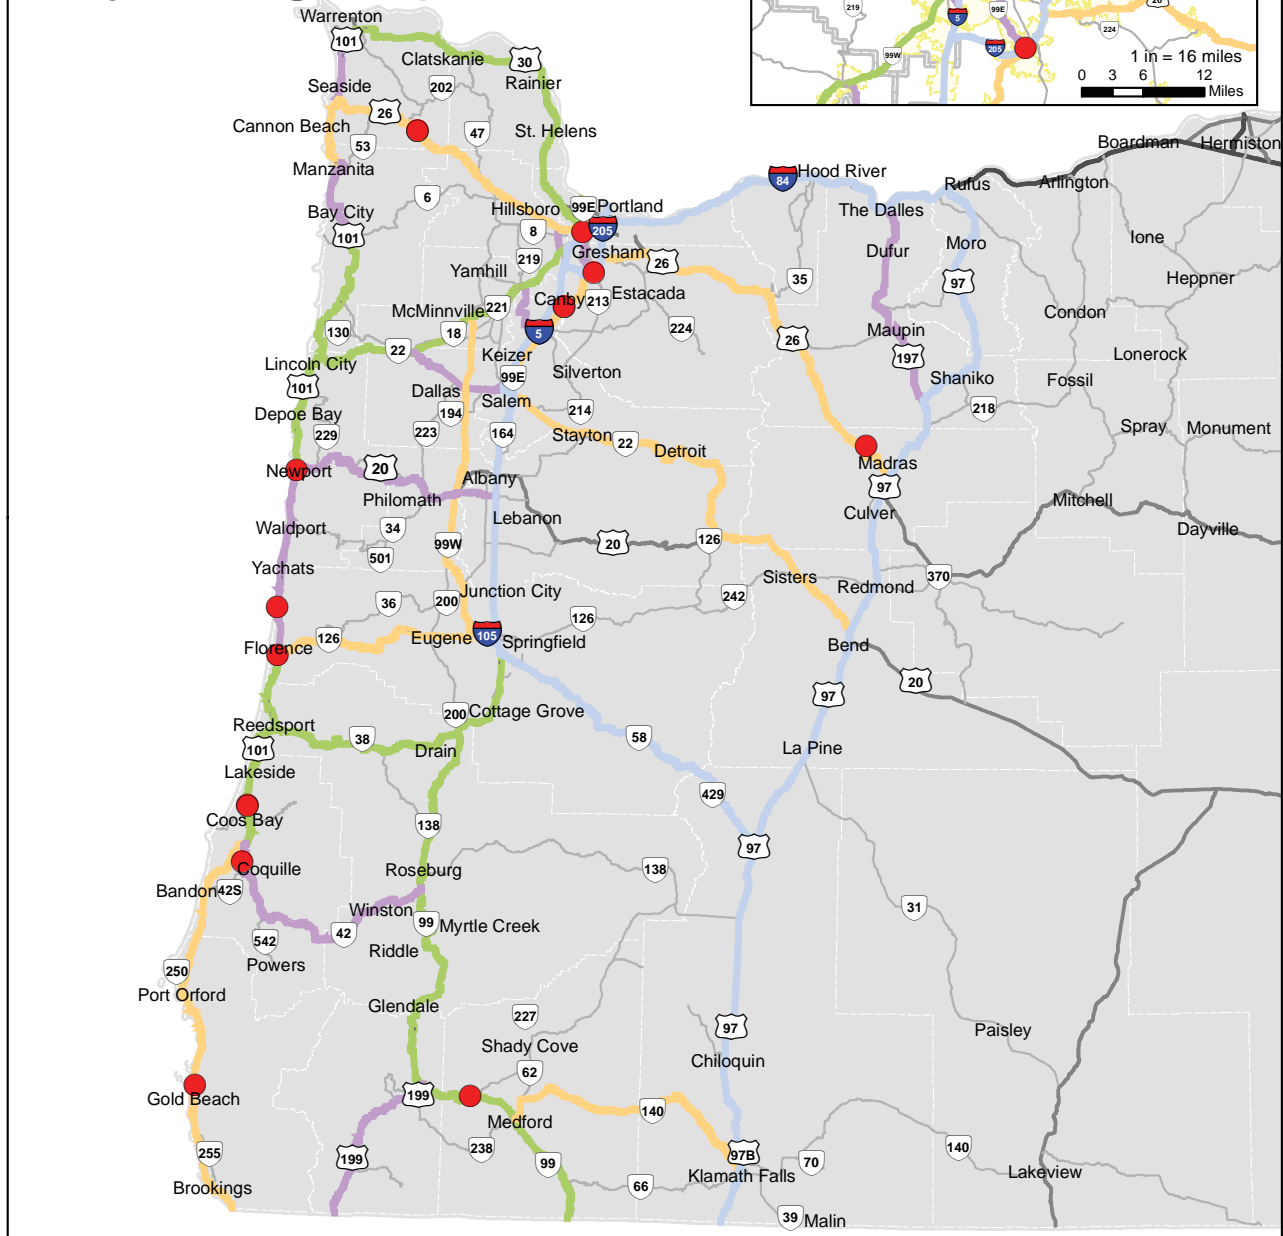 Warrenton
101
Clatskanie
30
202
Rainier
Seaside
26
Cannon Beach
53
47
St. Helens
Manzanita
6
Bay City
101
Hillsboro
99E
Portland
8
205
219
Gresham
26
Yamhill
221
Canby
213
Estacada
McMinnville
18
5
224
130
22
Keizer
Lincoln City
99E
Silverton
101
Dallas
Salem
Depoe Bay
194
214
229
223
164
Stayton
22
Detroit
Newport
20
Albany
Philomath
Waldport
34
Lebanon
20
126
501
99W
Yachats
Junction City
36
200
126
242
Sisters
Redmond
370
Florence
126
Eugene
105
Springfield
Bend
20
97
Reedsport
200
Cottage Grove
101
38
Drain
58
La Pine
Lakeside
429
Coos Bay
138
97
Coquille
Roseburg
138
Bandon
42S
Winston
99
Myrtle Creek
31
542
42
Riddle
Powers
250
Port Orford
Glendale
227
97
Paisley
Shady Cove
62
Chiloquin
Gold Beach
199
140
Medford
255
199
238
99
97B
70
140
Klamath Falls
66
Lakeview
Brookings
39
Malin
219
5
99E
26
224
99W
205
1 in = 16 miles
0 3 6 12
Miles
84
Hood River
Rufus
Boardman
Hermiston
Arlington
The Dalles
Dufur
Moro
Ione
35
97
Heppner
Condon
26
Maupin
197
Lonerock
Shaniko
Fossil
218
Spray
Monument
Madras
97
Culver
Mitchell
Dayville